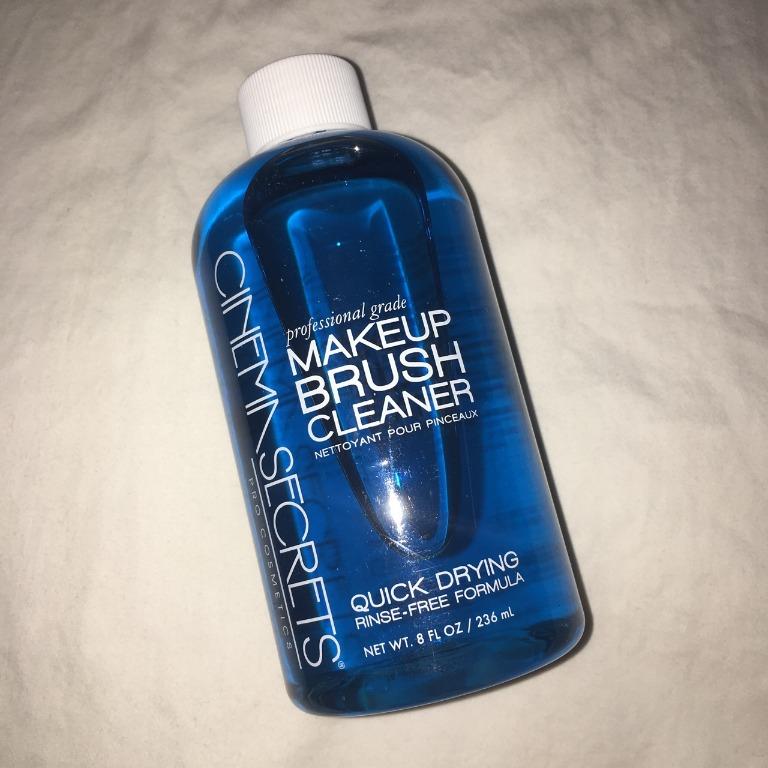 CINEMA SECRETS®
PRO COSMETICS
professional grade
MAKEUP
BRUSH
CLEANER
NETTOYANT POUR PINCEAUX
QUICK DRYING
RINSE-FREE FORMULA
NET WT. 8 FL OZ / 236 mL